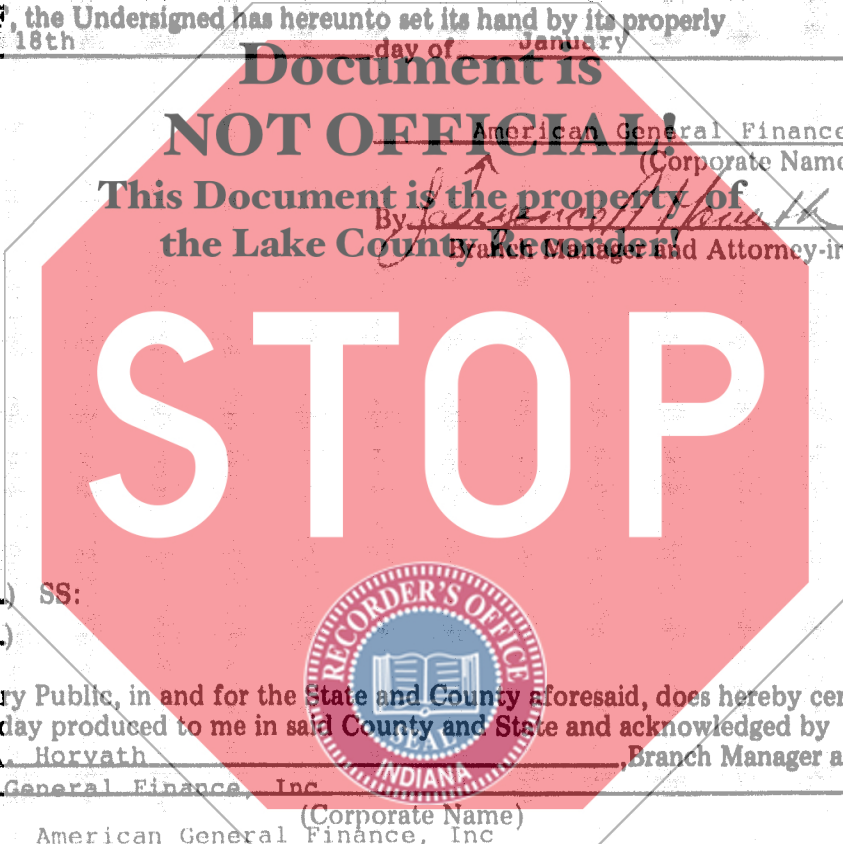 , the Undersigned has hereunto set its hand by its properly
18th day of January
Document is
NOT OFFICIAL!
American General Finance
(Corporate Name
This Document is the property of
By Lawrence A Horvath
the Lake County Recorder!
Branch Manager and Attorney-in
STOP
) SS:
)
RECORDER'S OFFICE
SEAL
INDIANA
ry Public, in and for the State and County aforesaid, does hereby cer
day produced to me in said County and State and acknowledged by
Horvath ,Branch Manager a
General Finance, Inc
(Corporate Name)
American General Finance, Inc